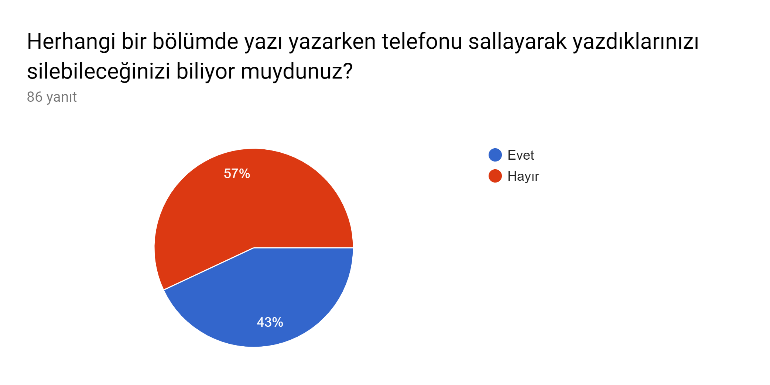 Herhangi bir bölümde yazı yazarken telefonu sallayarak yazdıklarınızı
silebileceğinizi biliyor muydunuz?
86 yanıt
Evet
Hayır
57%
43%